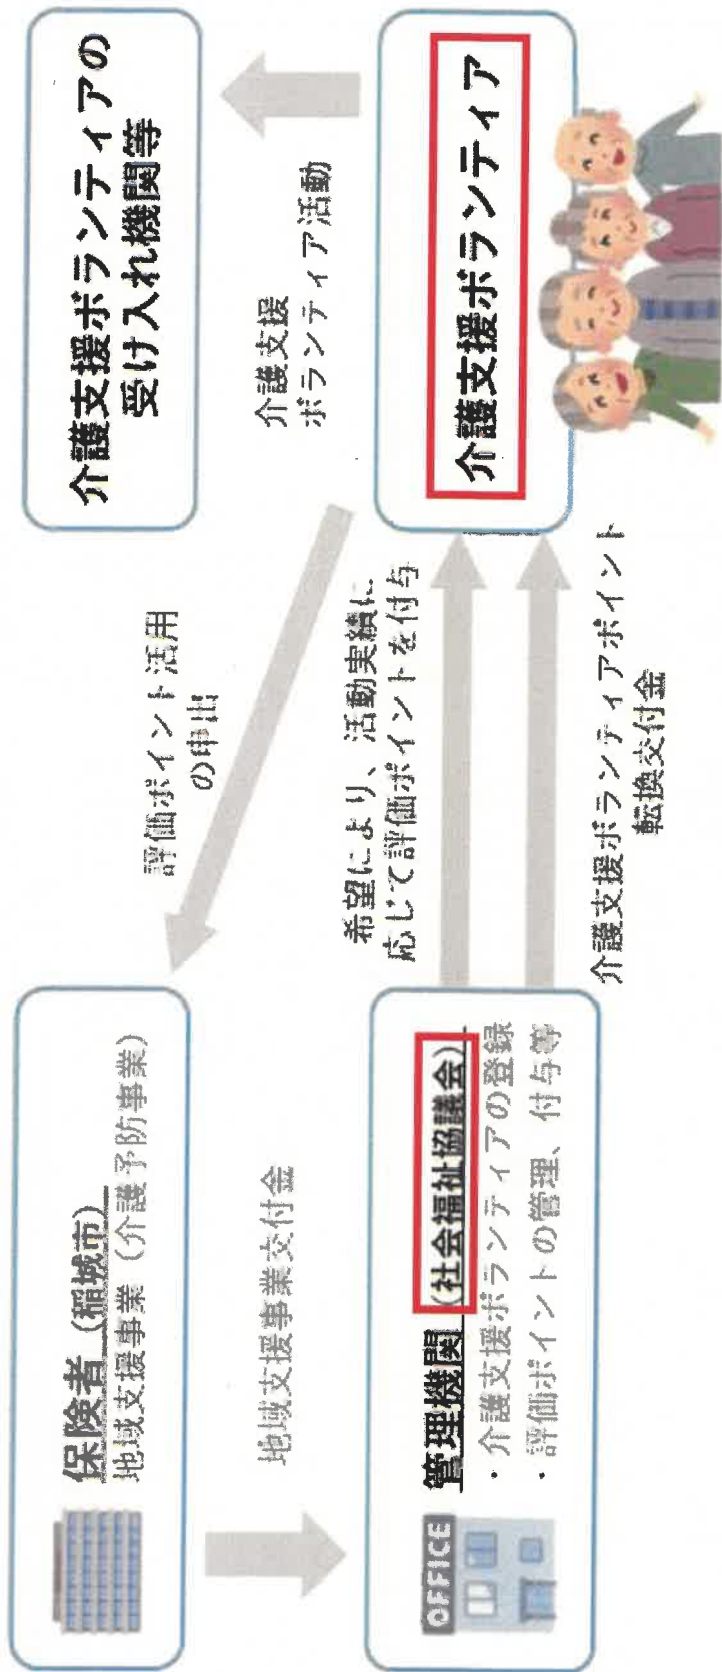 保険者（稲城市）
地域支援事業（介護予防事業）
評価ポイント活用
の申出
介護支援ボランティアの
受け入れ機関等
地域支援事業交付金
希望により、活動実績に
応じて評価ポイントを付与
介護支援
ボランティア活動
OFFICE
管理機関（社会福祉協議会）
・介護支援ボランティアの登録
・評価ポイントの管理、付与等
介護支援ボランティアポイント
転換交付金
介護支援ボランティア